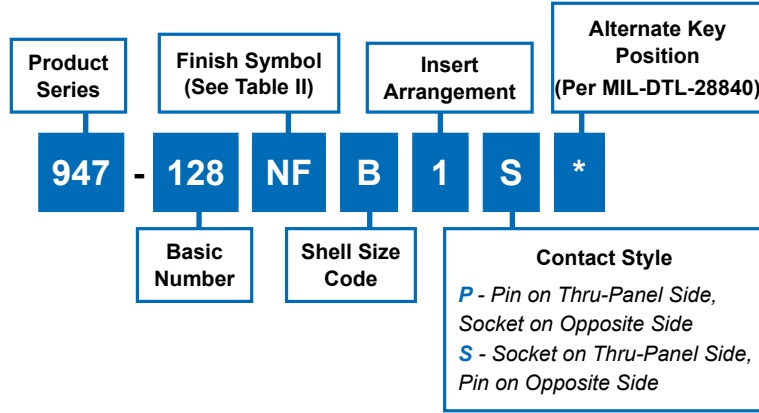 Product
Series
Finish Symbol
(See Table II)
Insert
Arrangement
Alternate Key
Position
(Per MIL-DTL-28840)
947 - 128 NF B 1 S *
Basic
Number
Shell Size
Code
Contact Style
P - Pin on Thru-Panel Side,
Socket on Opposite Side
S - Socket on Thru-Panel Side,
Pin on Opposite Side